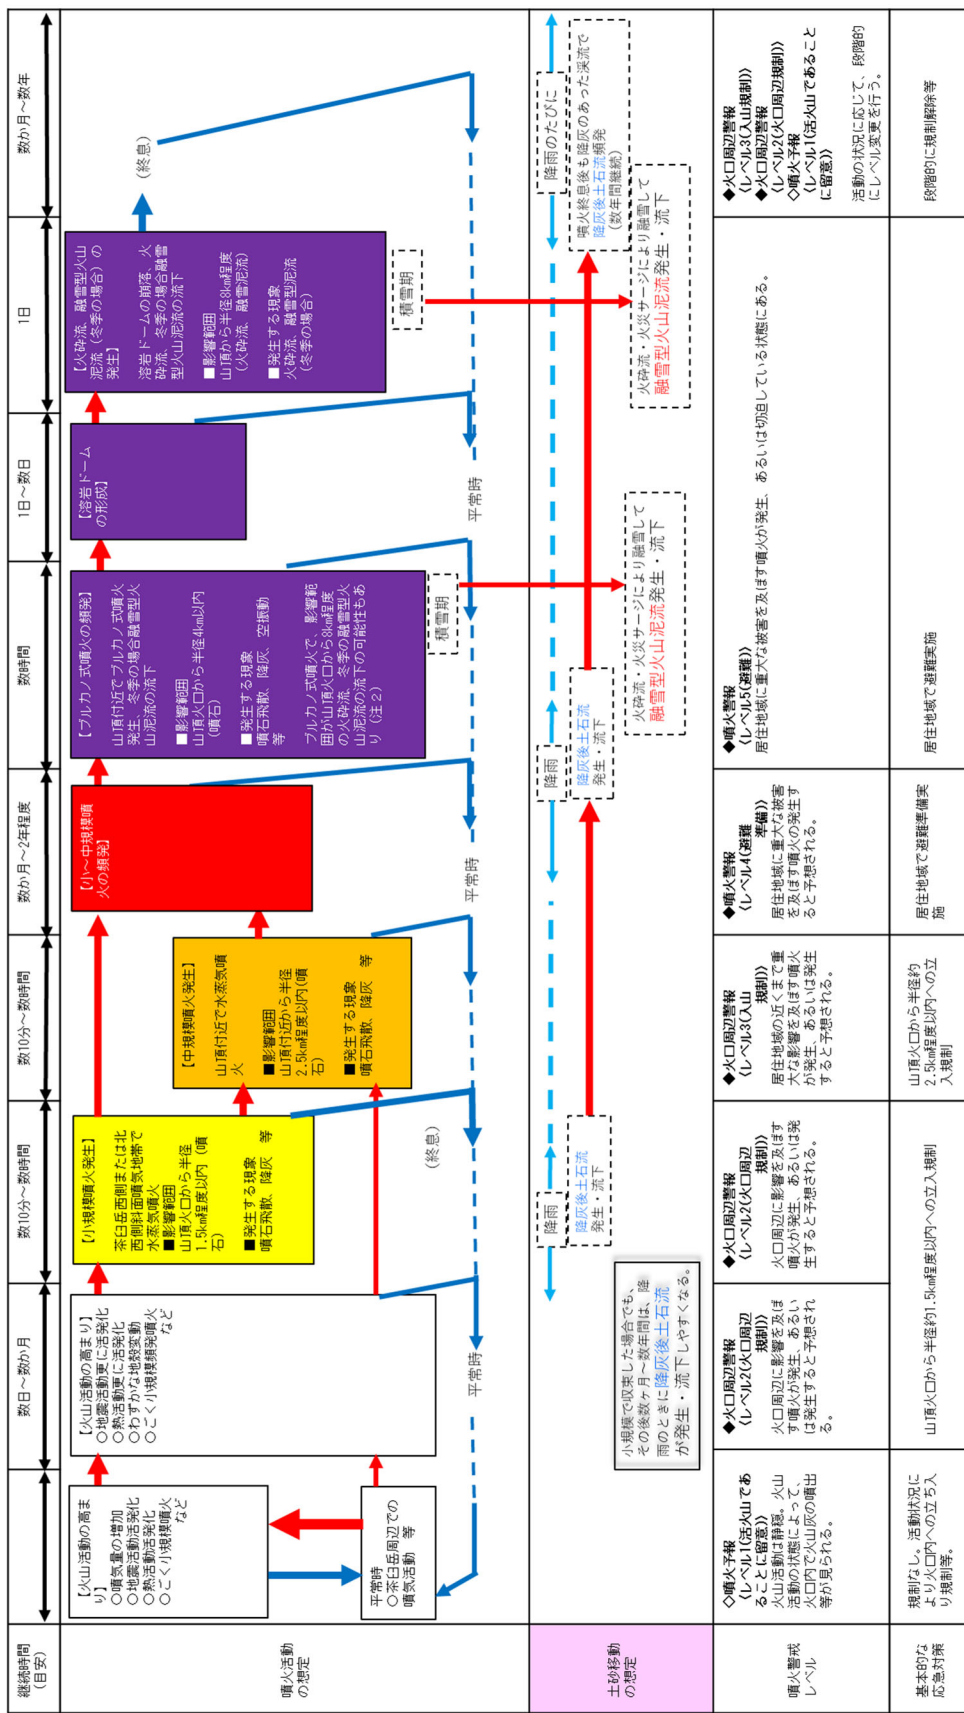 継続時間
(目安)
数日～数か月
数10分～数時間
数10分～数時間
数か月～2年程度
数時間
1日～数日
1日
数か月～数年
噴火活動
の想定
【火山活動の高ま
り】
○噴気量の増加
○地震活動活発化
○熱活動活発化
○ごく小規模噴火
など
平常時
○茶臼岳周辺での
噴気活動　等
【火山活動の高まり】
○地震活動更に活発化
○熱活動更に活発化
○わずかな地殻変動
○ごく小規模頻発噴火
など
【小規模噴火発生】
茶臼岳西側または北
西側斜面噴気地帯で
水蒸気噴火
■影響範囲
山頂火口から半径
1.5km程度以内（噴
石）
■発生する現象
噴石飛散、降灰　等
【中規模噴火発生】
山頂付近で水蒸気噴
火
■影響範囲
山頂付近から半径
2.5km程度以内(噴
石)
■発生する現象
噴石飛散、降灰　等
【小～中規模噴
火の頻発】
【ブルカノ式噴火の頻発】
山頂付近でブルカノ式噴火
発生、冬季の場合融雪型火
山泥流の流下
■影響範囲
山頂火口から半径4km以内
(噴石)
■発生する現象
噴石飛散、降灰、空振動
等
ブルカノ式噴火で、影響範
囲が山頂火口から8km程度
の火砕流、冬季の融雪型火
山泥流の流下の可能性もあ
り（注２）
【溶岩ドーム
の形成】
【火砕流、融雪型火山
泥流（冬季の場合）の
発生】
溶岩ドームの崩落、火
砕流、冬季の場合融雪
型火山泥流の流下
■影響範囲
山頂から半径8km程度
(火砕流、融雪泥流)
■発生する現象
火砕流、融雪型泥流
(冬季の場合)
(終息)
(終息)
平常時
平常時
平常時
積雪期
積雪期
土砂移動
の想定
小規模で収束した場合でも、
その後数ヶ月～数年間は、降
雨のときに降灰後土石流
が発生・流下しやすくなる。
降雨
降灰後土石流
発生・流下
降雨
降灰後土石流
発生・流下
降雨のたびに
噴火終息後も降灰のあった渓流で
降灰後土石流頻発
(数年間継続)
火砕流・火災サージにより融雪して
融雪型火山泥流発生・流下
火砕流・火災サージにより融雪して
融雪型火山泥流発生・流下
噴火警戒
レベル
◇噴火予報
〈レベル1(活火山であ
ることに留意)〉
火山活動は静穏。火山
活動の状態によって、
火口内で火山灰の噴出
等が見られる。
◆火口周辺警報
〈レベル2(火口周辺
規制)〉
火口周辺に影響を及ぼ
す噴火が発生、あるい
は発生すると予想され
る。
◆火口周辺警報
〈レベル2(火口周辺
規制)〉
火口周辺に影響を及ぼす
噴火が発生、あるいは発
生すると予想される。
◆火口周辺警報
〈レベル3(入山
規制)〉
居住地域の近くまで重
大な影響を及ぼす噴火
が発生、あるいは発生
すると予想される。
◆噴火警報
〈レベル4(避難
準備)〉
居住地域に重大な被害
を及ぼす噴火の発生す
ると予想される。
◆噴火警報
〈レベル5(避難)〉
居住地域に重大な被害を及ぼす噴火が発生、あるいは切迫している状態にある。
◆火口周辺警報
〈レベル3(入山規制)〉
◆火口周辺警報
〈レベル2(火口周辺規制)〉
◇噴火予報
〈レベル1(活火山であること
に留意)〉
活動の状況に応じて、段階的
にレベル変更を行う。
基本的な
応急対策
規制なし。活動状況に
より火口内への立ち入
り規制等。
山頂火口から半径約1.5km程度以内への立入規制
山頂火口から半径約
2.5km程度以内への立
入規制
居住地域で避難準備実
施
居住地域で避難実施
段階的に規制解除等